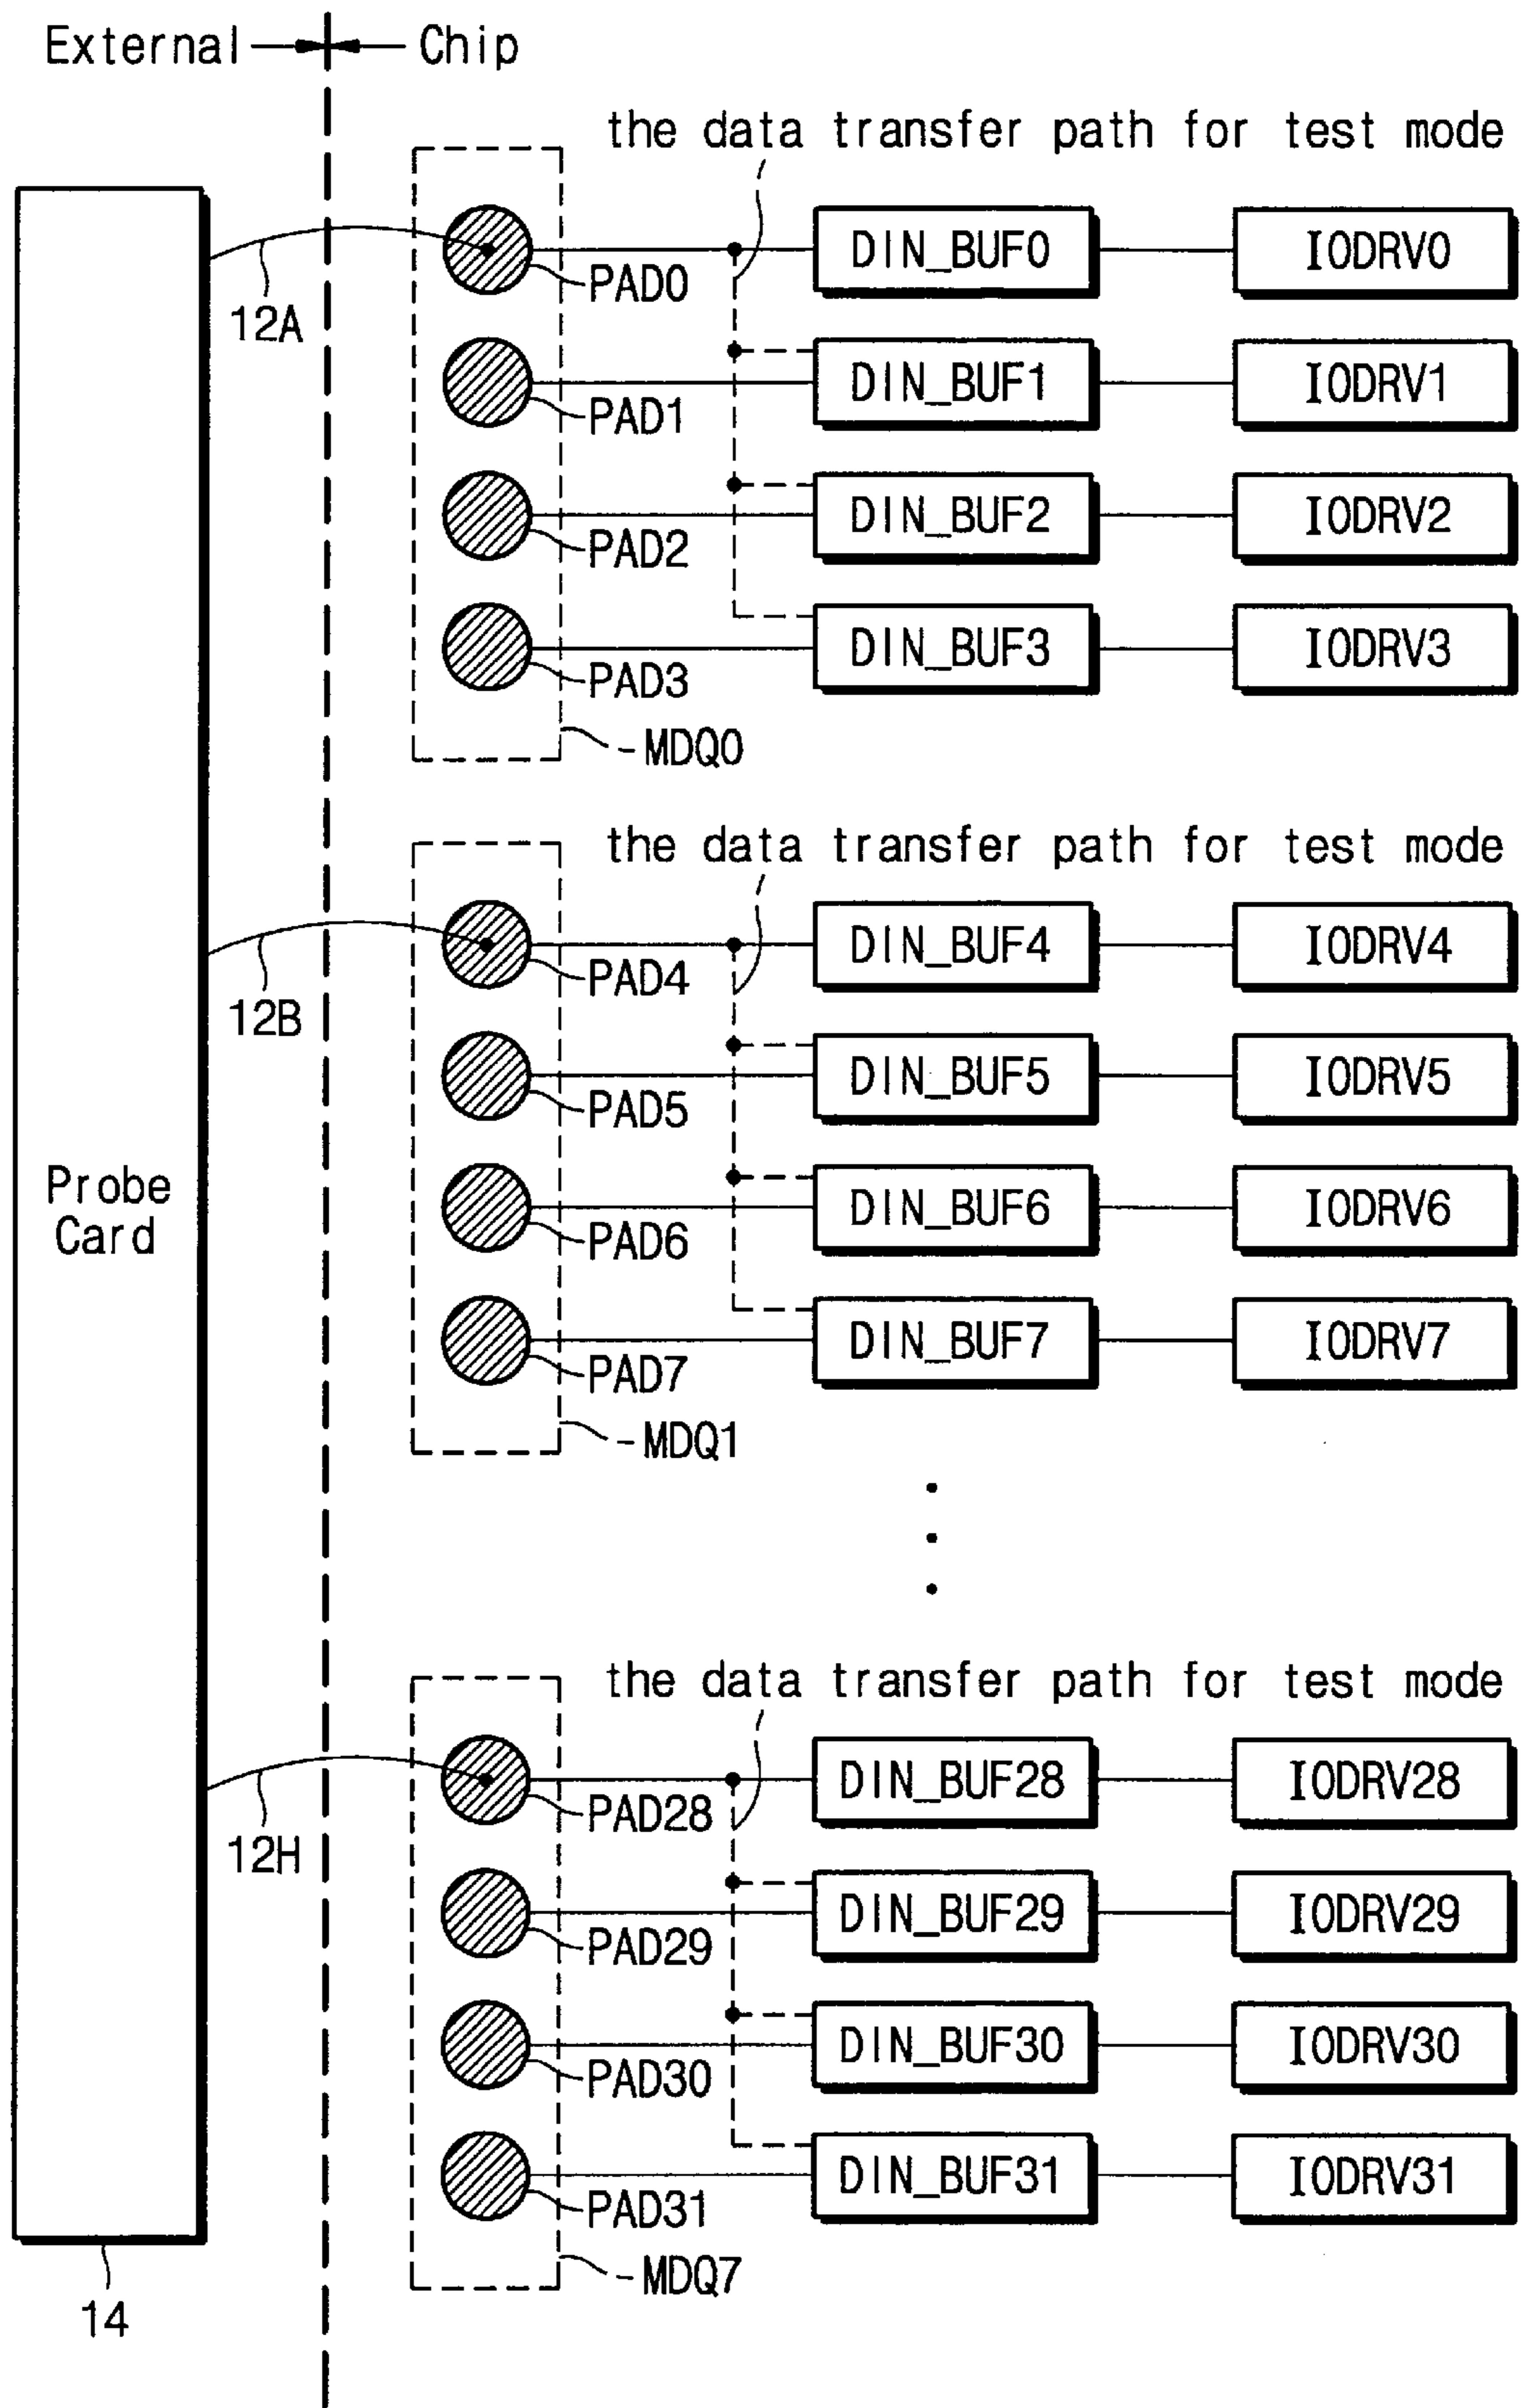 External
Chip
the data transfer path for test mode
DIN_BUF0
IODRV0
PAD0
12A
DIN_BUF1
IODRV1
PAD1
DIN_BUF2
IODRV2
PAD2
DIN_BUF3
IODRV3
PAD3
MDQ0
the data transfer path for test mode
DIN_BUF4
IODRV4
PAD4
12B
DIN_BUF5
IODRV5
PAD5
Probe
Card
DIN_BUF6
IODRV6
PAD6
DIN_BUF7
IODRV7
PAD7
MDQ1
the data transfer path for test mode
DIN_BUF28
IODRV28
PAD28
12H
DIN_BUF29
IODRV29
PAD29
DIN_BUF30
IODRV30
PAD30
DIN_BUF31
IODRV31
PAD31
MDQ7
14